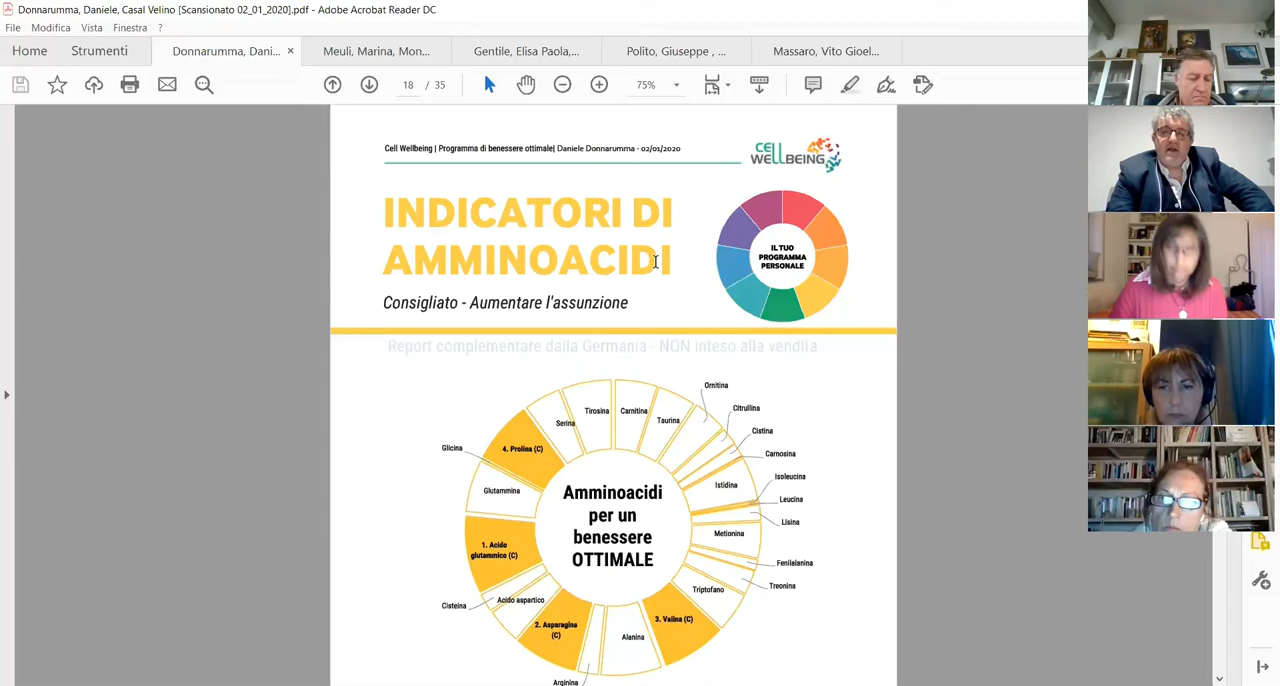 Donnarumma, Daniele, Casal Velino [Scansionato 02_01_2020].pdf - Adobe Acrobat Reader DC
File Modifica Vista Finestra ?
Home Strumenti Donnarumma, Dani... × Meuli, Marina, Mon... Gentile, Elisa Paola,... Polito, Giuseppe , ... Massaro, Vito Gioel...
18 / 35 75%
Cell Wellbeing | Programma di benessere ottimale| Daniele Donnarumma - 02/01/2020
CELL
WELLBEING
INDICATORI DI
AMMINOACIDI
Consigliato - Aumentare l'assunzione
IL TUO
PROGRAMMA
PERSONALE
Report complementare dalla Germania - NON inteso alla vendita
Ornitina
Citrullina
Cistina
Carnosina
Isoleucina
Leucina
Lisina
Fenilalanina
Treonina
Tirosina
Carnitina
Taurina
Serina
Istidina
Metionina
Triptofano
3. Valina (C)
Alanina
Arginina
2. Asparagina
(C)
Acido aspartico
Cisteina
1. Acido
glutammico (C)
Glutammina
Glicina
4. Prolina (C)
Amminoacidi
per un
benessere
OTTIMALE